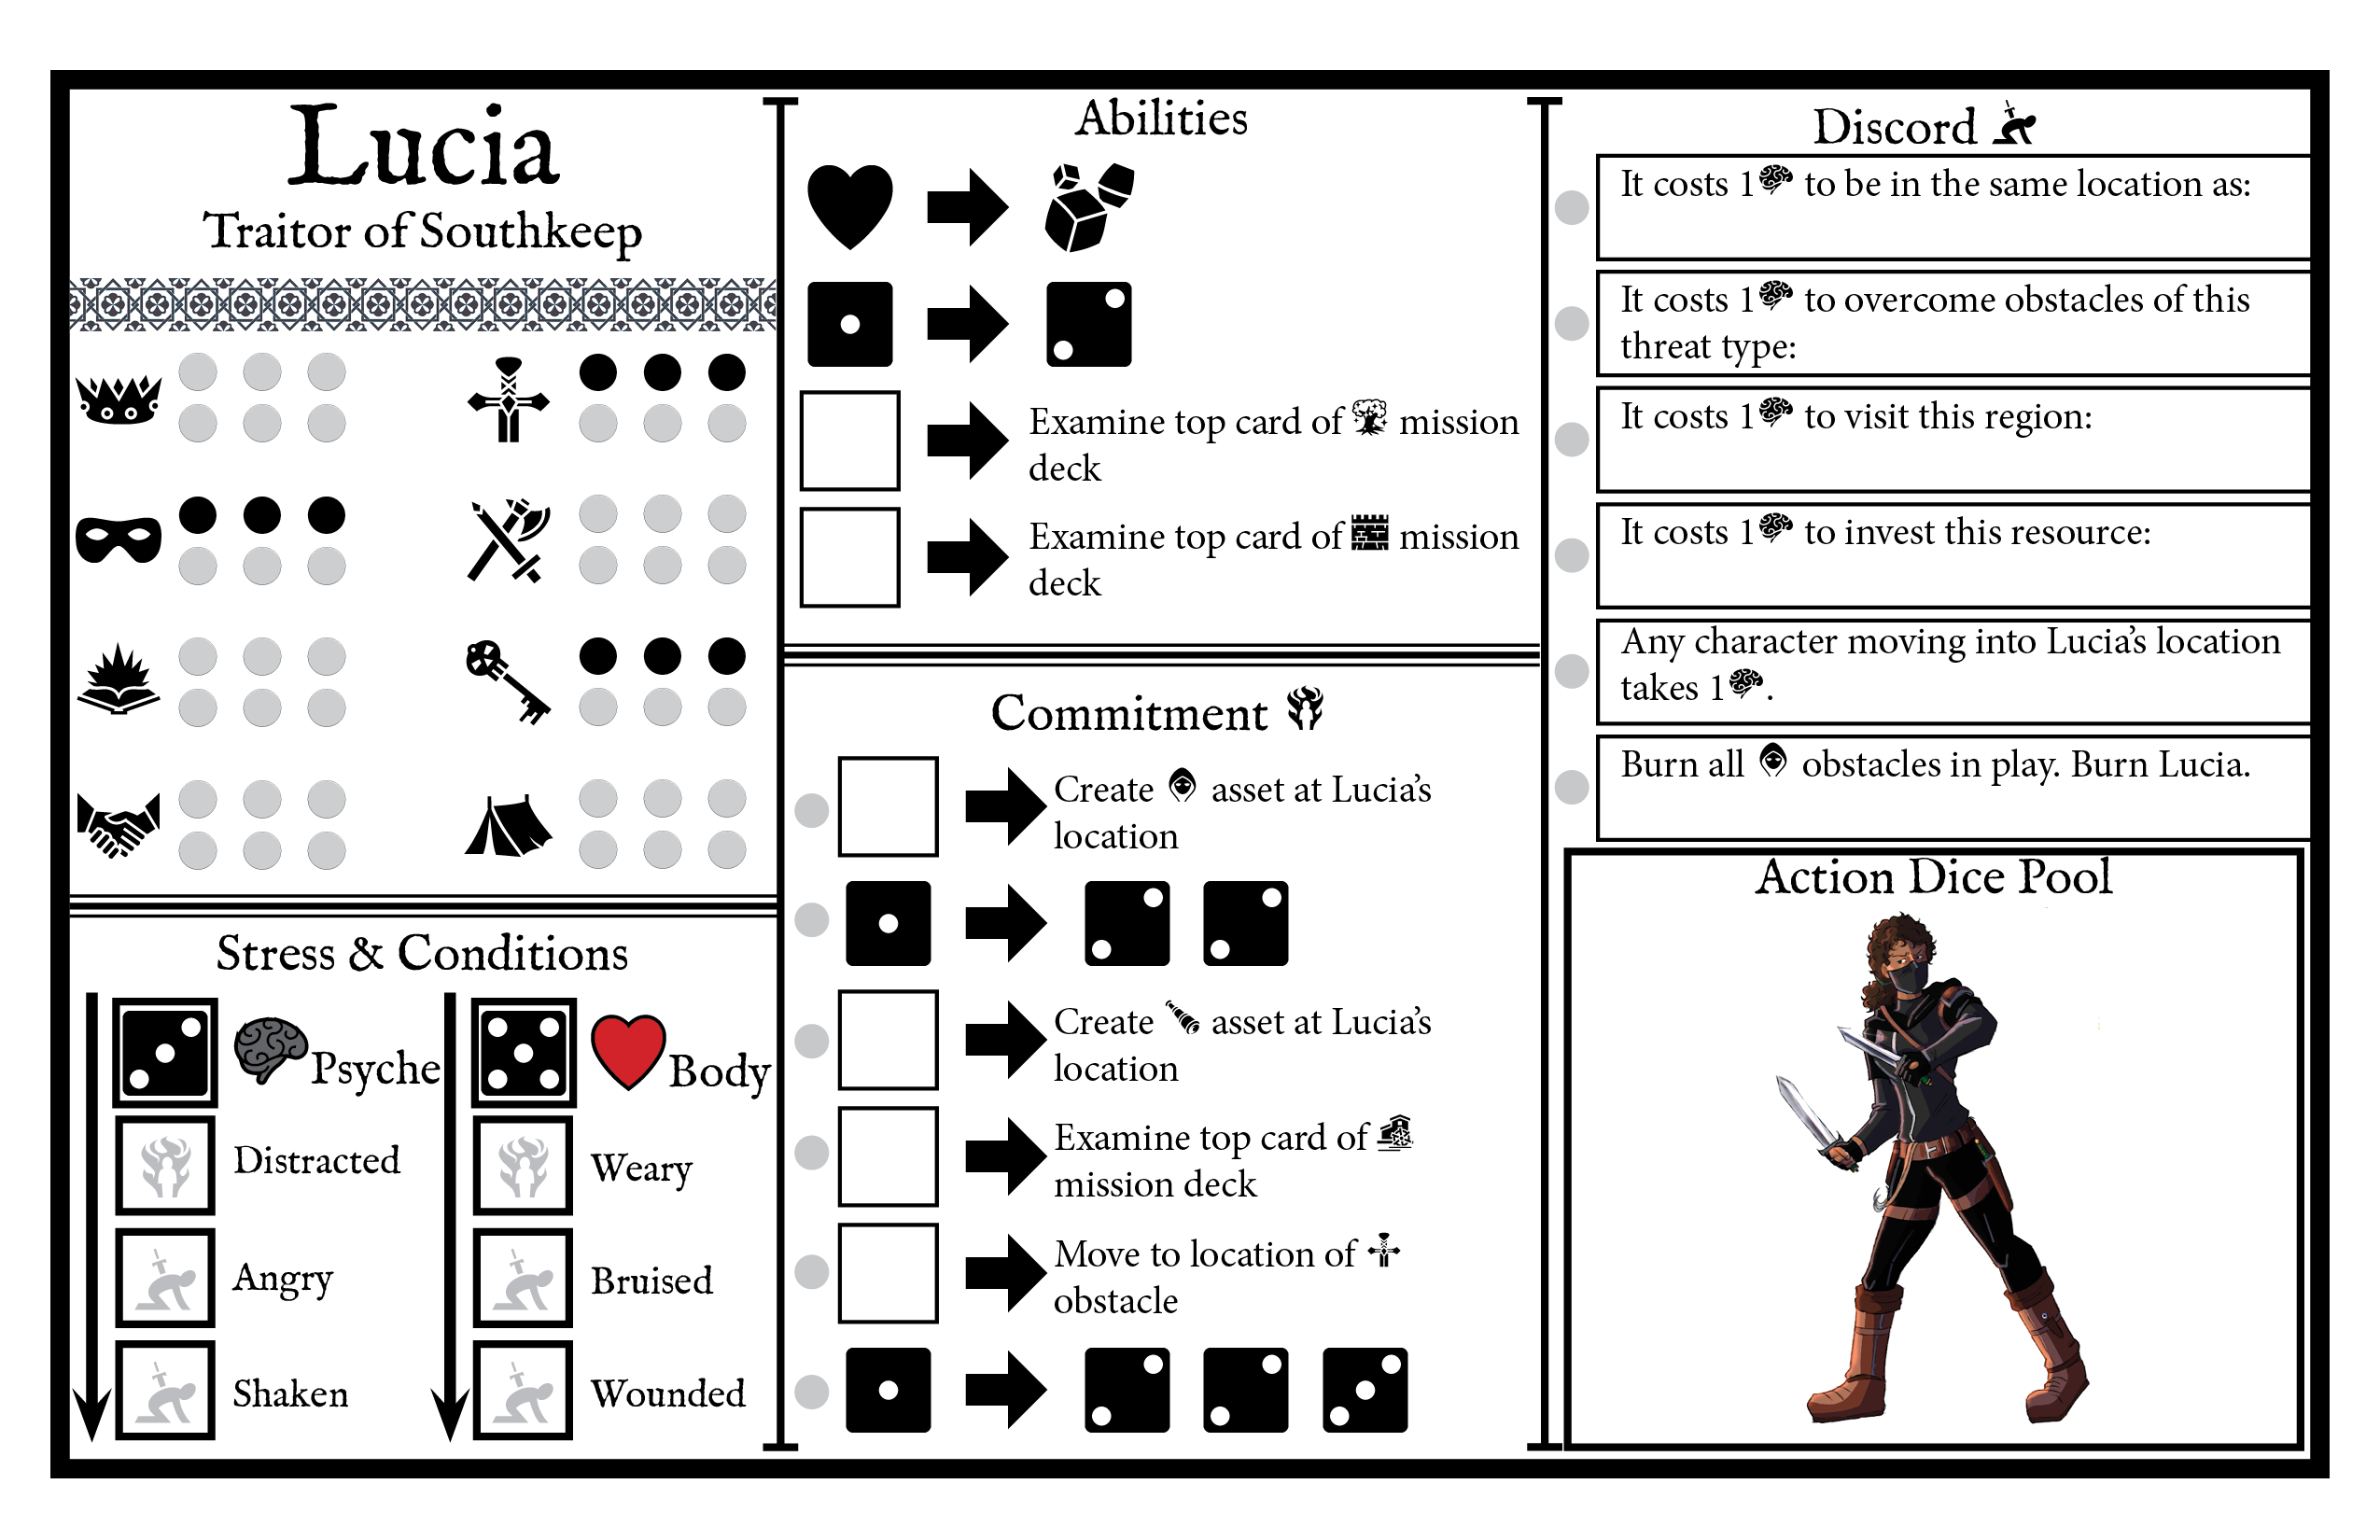 Lucia
Traitor of Southkeep
Stress & Conditions
Psyche
Distracted
Angry
Shaken
Body
Weary
Bruised
Wounded
Abilities
Examine top card of mission
deck
Examine top card of mission
deck
Commitment
Create asset at Lucia's
location
Create asset at Lucia's
location
Examine top card of
mission deck
Move to location of
obstacle
Discord
It costs 1 to be in the same location as:
It costs 1 to overcome obstacles of this
threat type:
It costs 1 to visit this region:
It costs 1 to invest this resource:
Any character moving into Lucia's location
takes 1.
Burn all obstacles in play. Burn Lucia.
Action Dice Pool